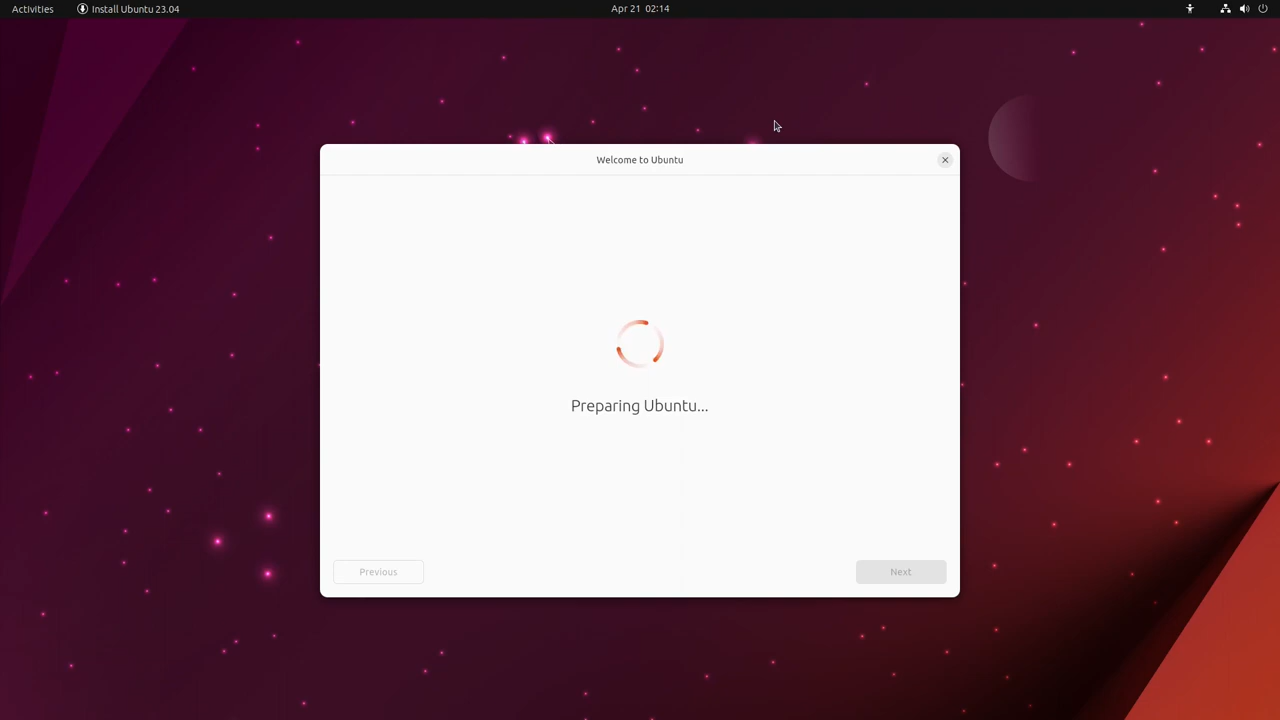 Activities
Install Ubuntu 23.04
Apr 21 02:14
Welcome to Ubuntu
Preparing Ubuntu...
Previous
Next